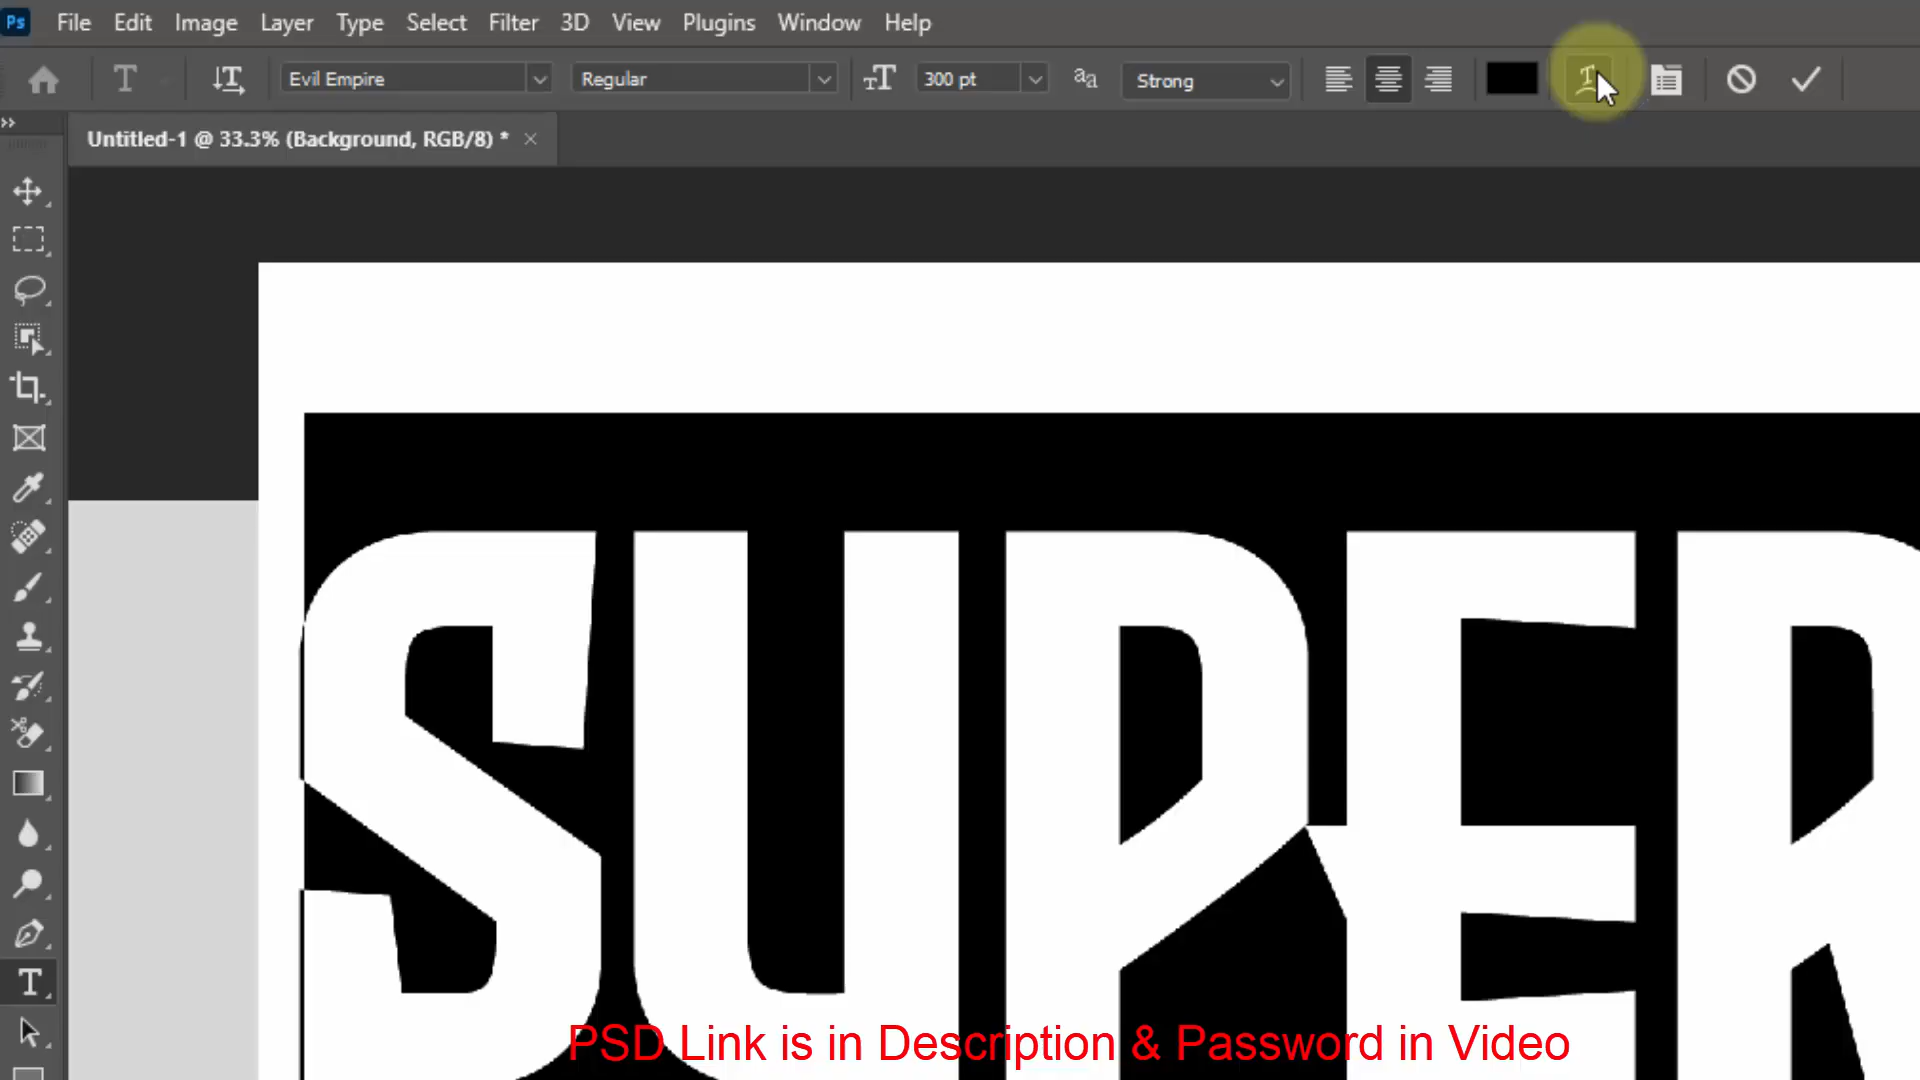 Ps File Edit Image Layer Type Select Filter 3D View Plugins Window Help
T Evil Empire Regular 300 pt aa Strong
Untitled-1 @ 33.3% (Background, RGB/8) * ×
SUPER
PSD Link is in Description & Password in Video